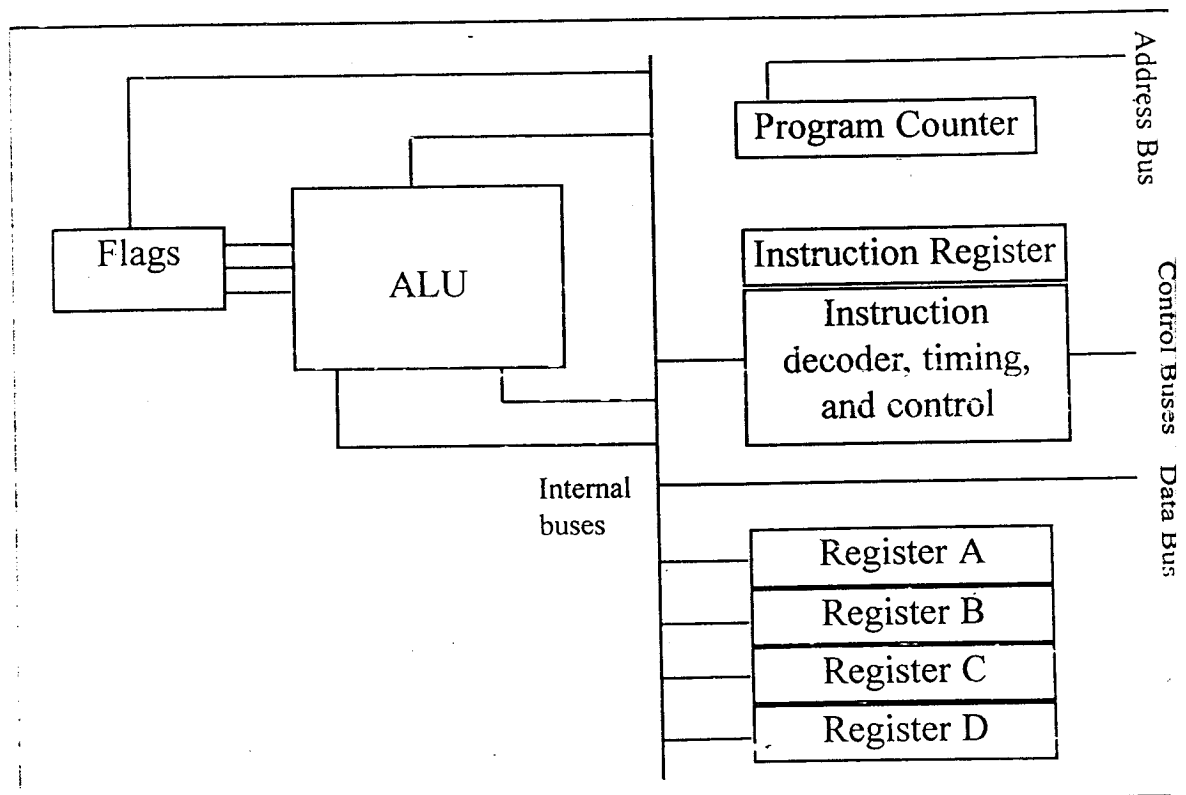 Address Bus
Program Counter
Flags
ALU
Instruction Register
Instruction
decoder, timing,
and control
Control Buses
Internal
buses
Data Bus
Register A
Register B
Register C
Register D